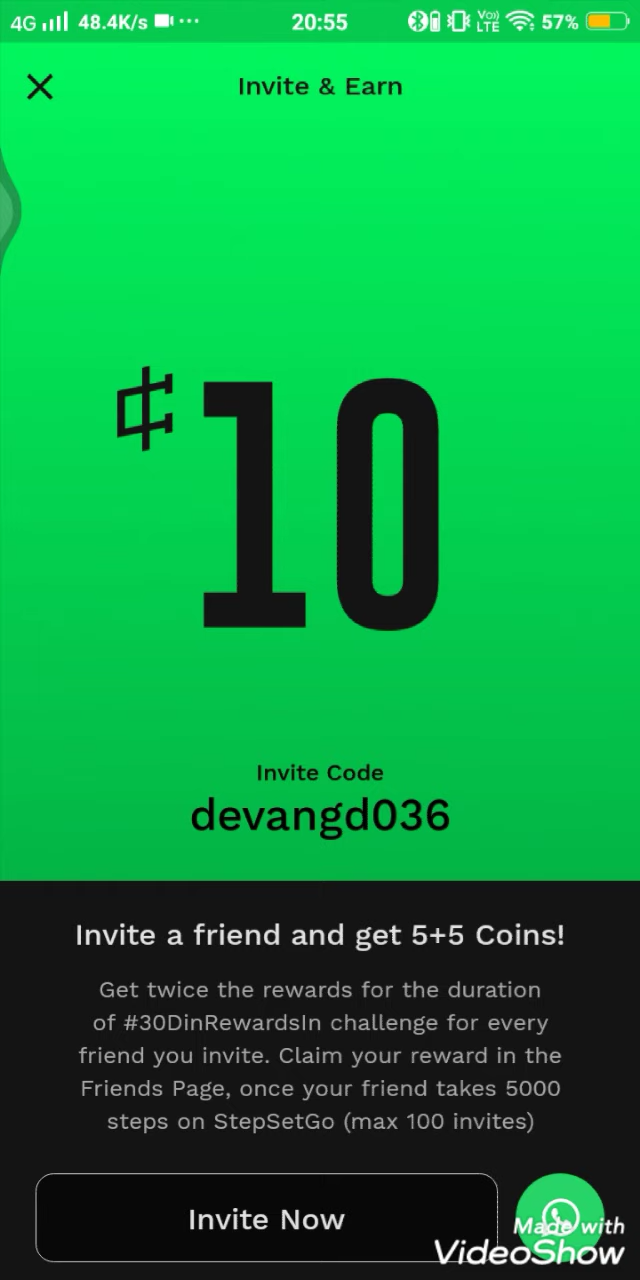 4G 48.4K/s 20:55 Vo)) LTE 57%
Invite & Earn
10
Invite Code
devangd036
Invite a friend and get 5+5 Coins!
Get twice the rewards for the duration
of #30DinRewardsIn challenge for every
friend you invite. Claim your reward in the
Friends Page, once your friend takes 5000
steps on StepSetGo (max 100 invites)
Invite Now
Made with
VideoShow